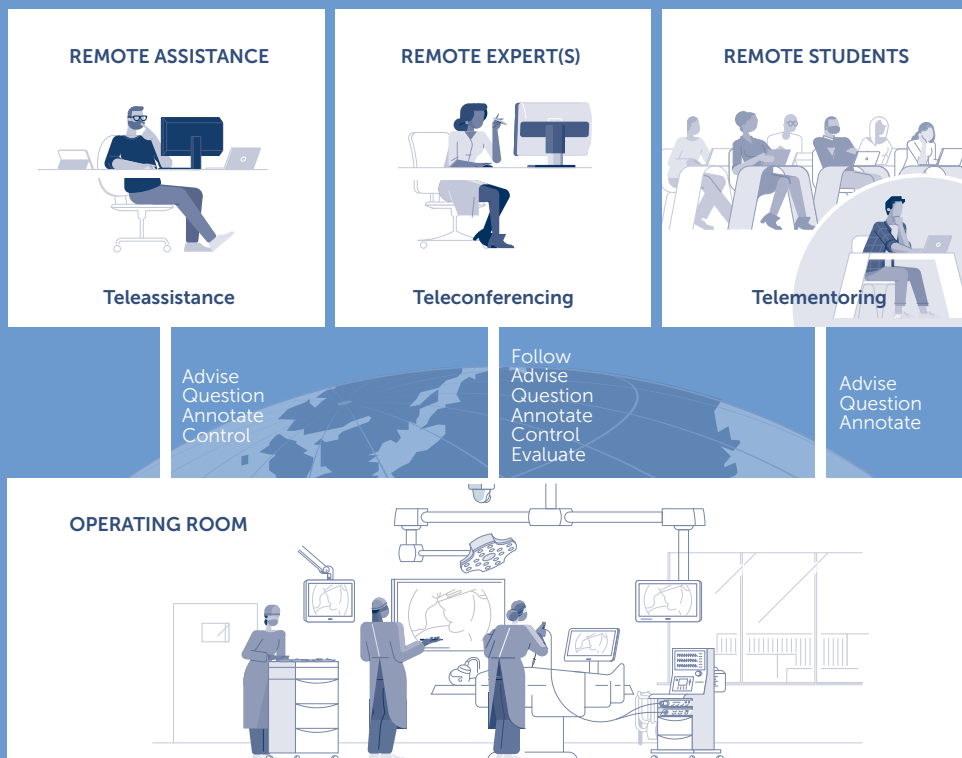 REMOTE ASSISTANCE
Teleassistance
REMOTE EXPERT(S)
Teleconferencing
REMOTE STUDENTS
Telementoring
Advise
Question
Annotate
Control
Follow
Advise
Question
Annotate
Control
Evaluate
Advise
Question
Annotate
OPERATING ROOM